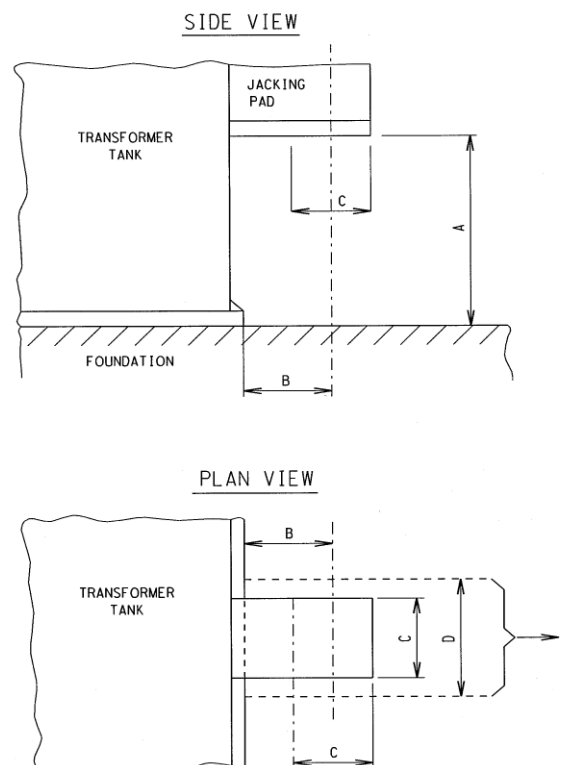 SIDE VIEW
JACKING
PAD
TRANSFORMER
TANK
C
A
FOUNDATION
B
PLAN VIEW
B
TRANSFORMER
TANK
C
D
C